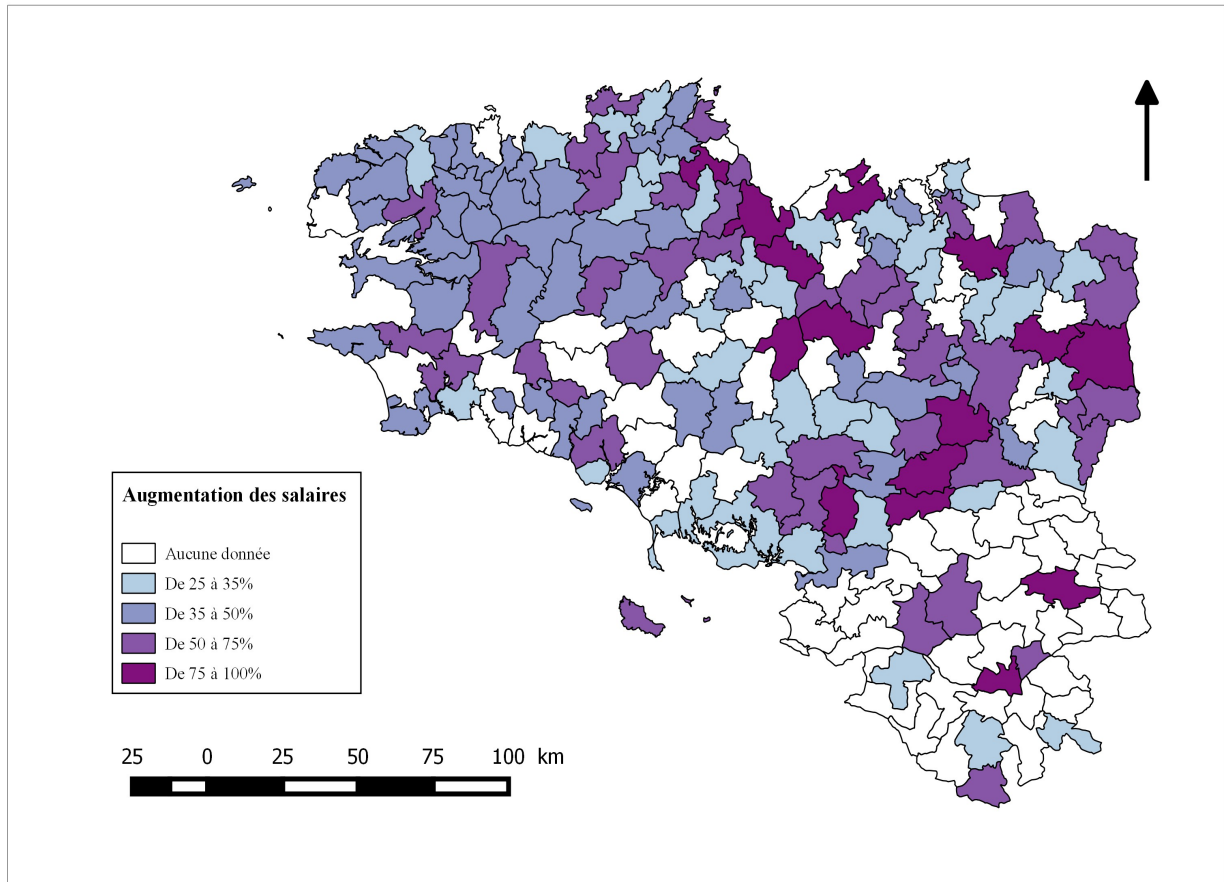 Augmentation des salaires
Aucune donnée
De 25 à 35%
De 35 à 50%
De 50 à 75%
De 75 à 100%
25 0 25 50 75 100 km